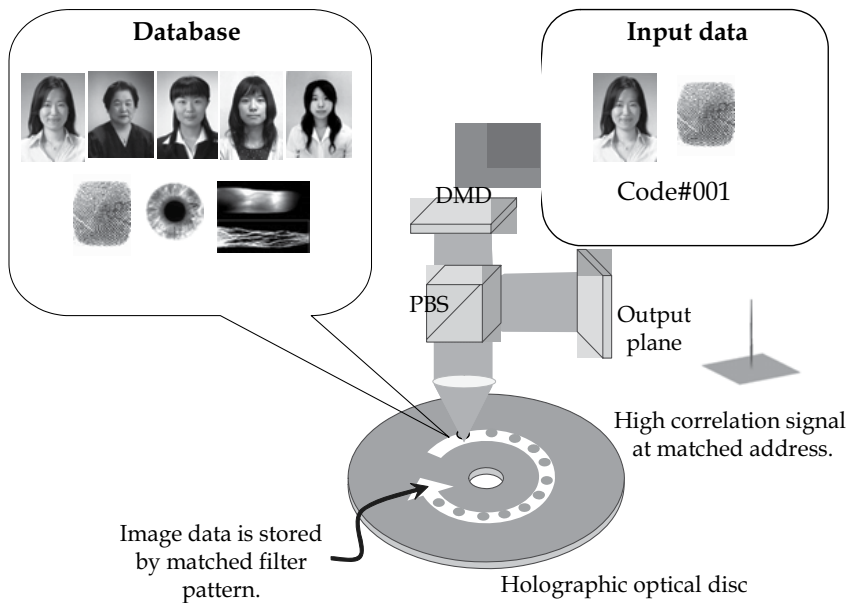 Database
Input data
Code#001
DMD
PBS
Output
plane
High correlation signal
at matched address.
Image data is stored
by matched filter
pattern.
Holographic optical disc